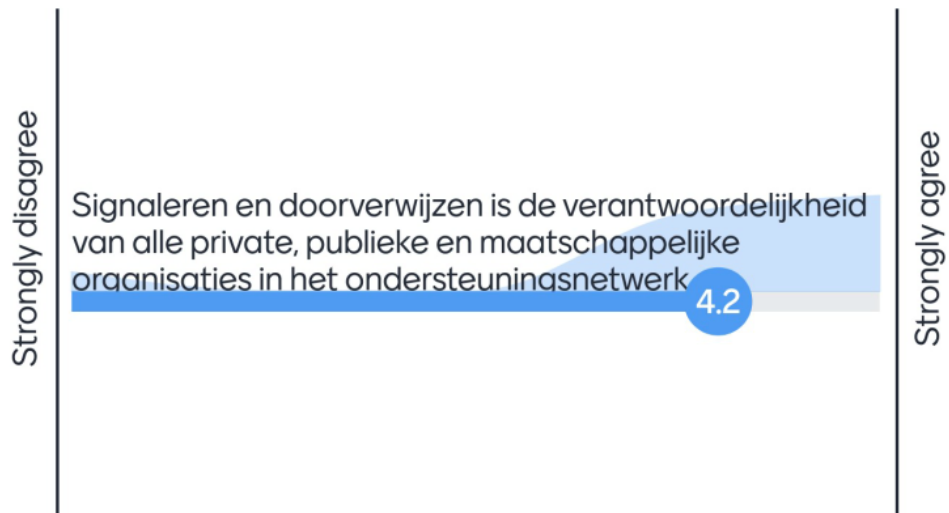 Strongly disagree
Signaleren en doorverwijzen is de verantwoordelijkheid
van alle private, publieke en maatschappelijke
organisaties in het ondersteuningsnetwerk
4.2
Strongly agree